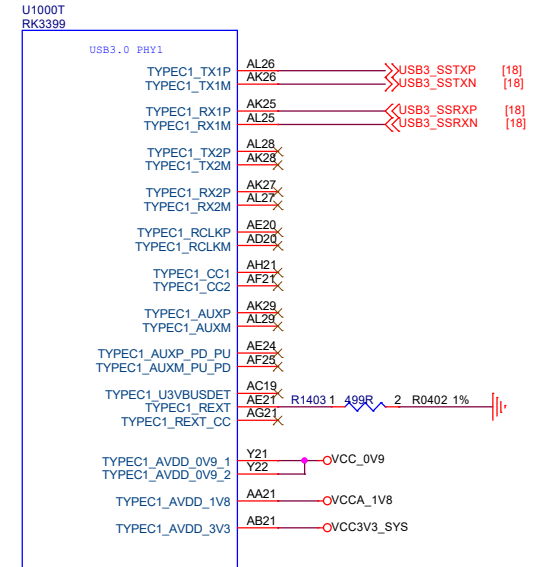 U1000T
RK3399
USB3.0 PHY1
TYPEC1_TX1P AL26 USB3_SSTXP [18]
TYPEC1_TX1M AK26 USB3_SSTXN [18]
TYPEC1_RX1P AK25 USB3_SSRXP [18]
TYPEC1_RX1M AL25 USB3_SSRXN [18]
TYPEC1_TX2P AL28
TYPEC1_TX2M AK28
TYPEC1_RX2P AK27
TYPEC1_RX2M AL27
TYPEC1_RCLKP AE20
TYPEC1_RCLKM AD20
TYPEC1_CC1 AH21
TYPEC1_CC2 AF21
TYPEC1_AUXP AK29
TYPEC1_AUXM AL29
TYPEC1_AUXP_PD_PU AE24
TYPEC1_AUXM_PU_PD AF25
TYPEC1_U3VBUSDET AC19
TYPEC1_REXT AE21 R1403 1 499R 2 R0402 1%
TYPEC1_REXT_CC AG21
TYPEC1_AVDD_0V9_1 Y21 VCC_0V9
TYPEC1_AVDD_0V9_2 Y22
TYPEC1_AVDD_1V8 AA21 VCCA_1V8
TYPEC1_AVDD_3V3 AB21 VCC3V3_SYS